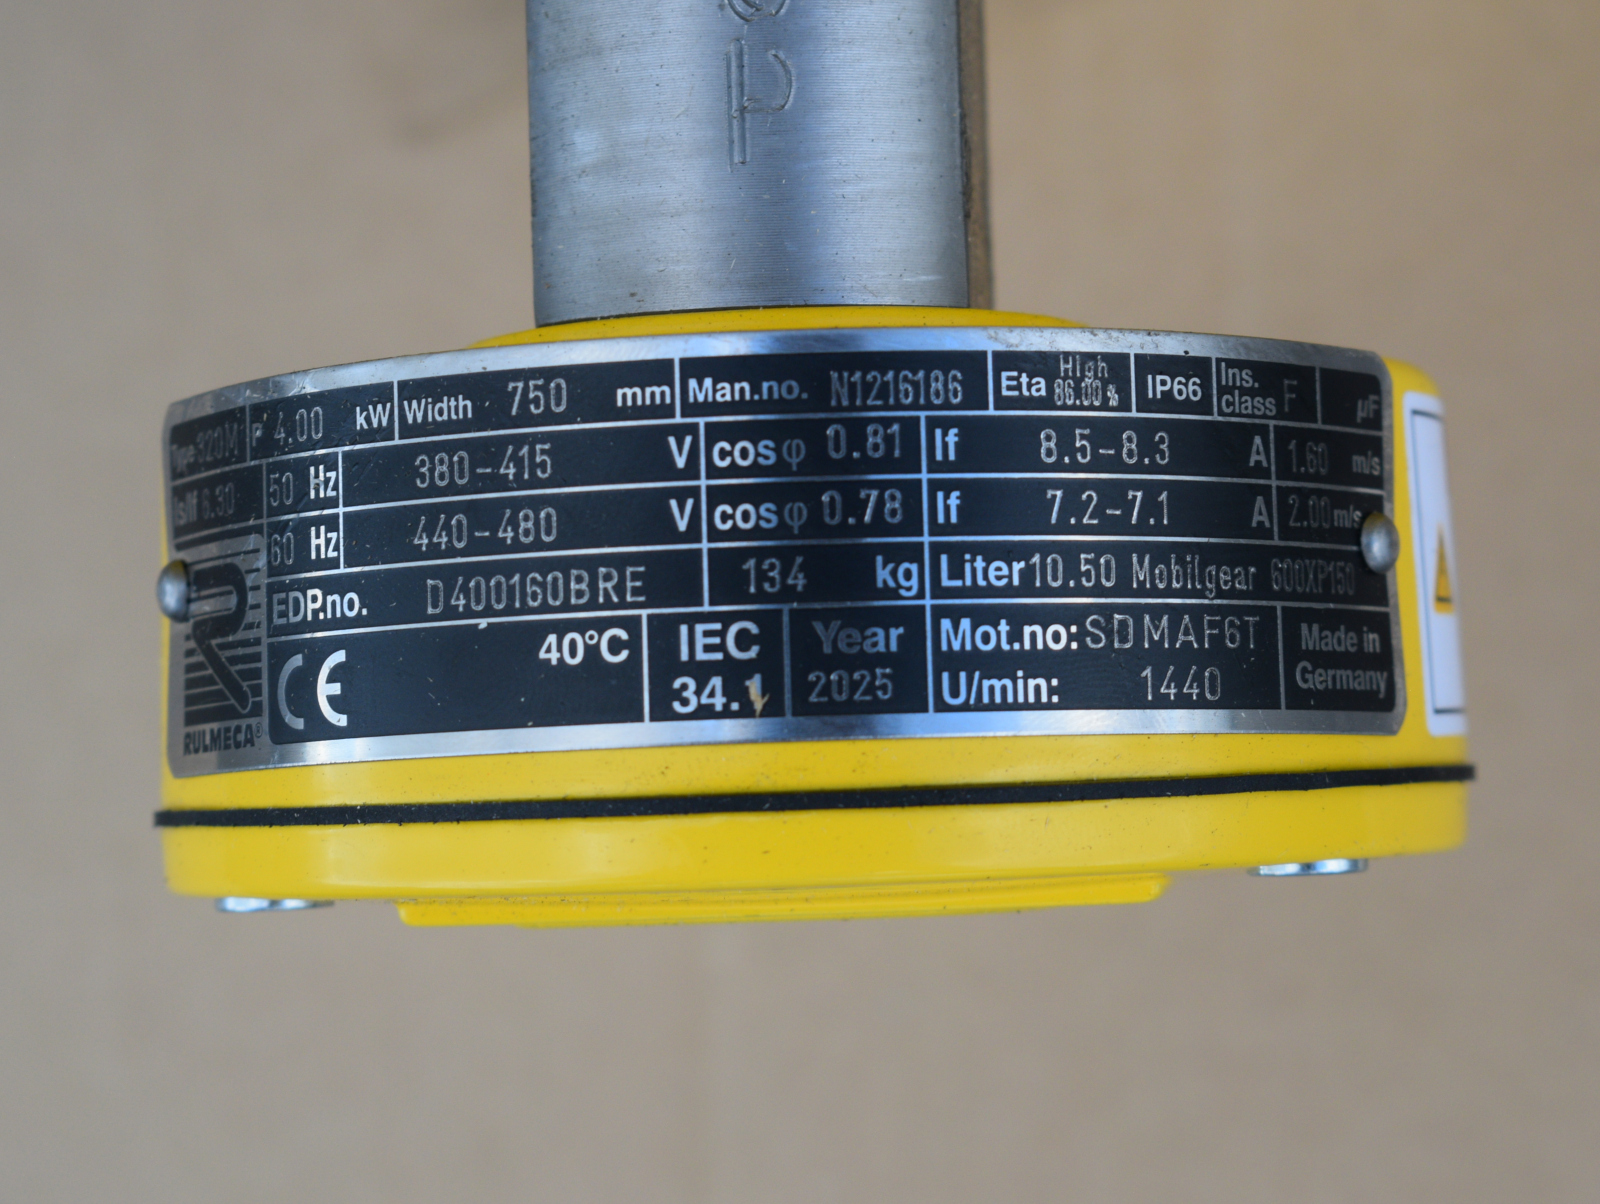 Type 320M P 4.00 kW Width 750 mm Man.no. N1216186 Eta High 86.00 % IP66 Ins. class F µF
Is/If 6.30 50 Hz 380-415 V cosφ 0.81 If 8.5-8.3 A 1.60 m/s
60 Hz 440-480 V cosφ 0.78 If 7.2-7.1 A 2.00 m/s
EDP.no. D400160BRE 134 kg Liter 10.50 Mobilgear 600XP150
CE 40°C IEC 34.1 Year 2025 Mot.no: SDMAF6T Made in Germany
U/min: 1440
RULMECA®